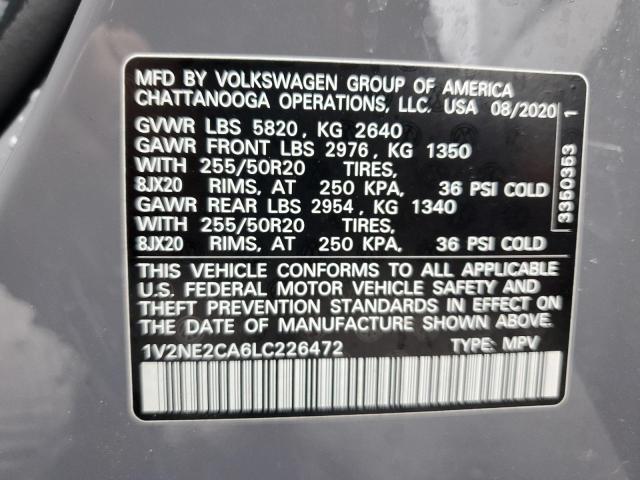 MFD BY VOLKSWAGEN GROUP OF AMERICA
CHATTANOOGA OPERATIONS, LLC. USA 08/2020
GVWR LBS 5820, KG 2640
GAWR FRONT LBS 2976, KG 1350
WITH 255/50R20 TIRES,
8JX20 RIMS, AT 250 KPA, 36 PSI COLD
GAWR REAR LBS 2954, KG 1340
WITH 255/50R20 TIRES,
8JX20 RIMS, AT 250 KPA, 36 PSI COLD
THIS VEHICLE CONFORMS TO ALL APPLICABLE
U.S. FEDERAL MOTOR VEHICLE SAFETY AND
THEFT PREVENTION STANDARDS IN EFFECT ON
THE DATE OF MANUFACTURE SHOWN ABOVE.
1V2NE2CA6LC226472 TYPE: MPV
3350353 1